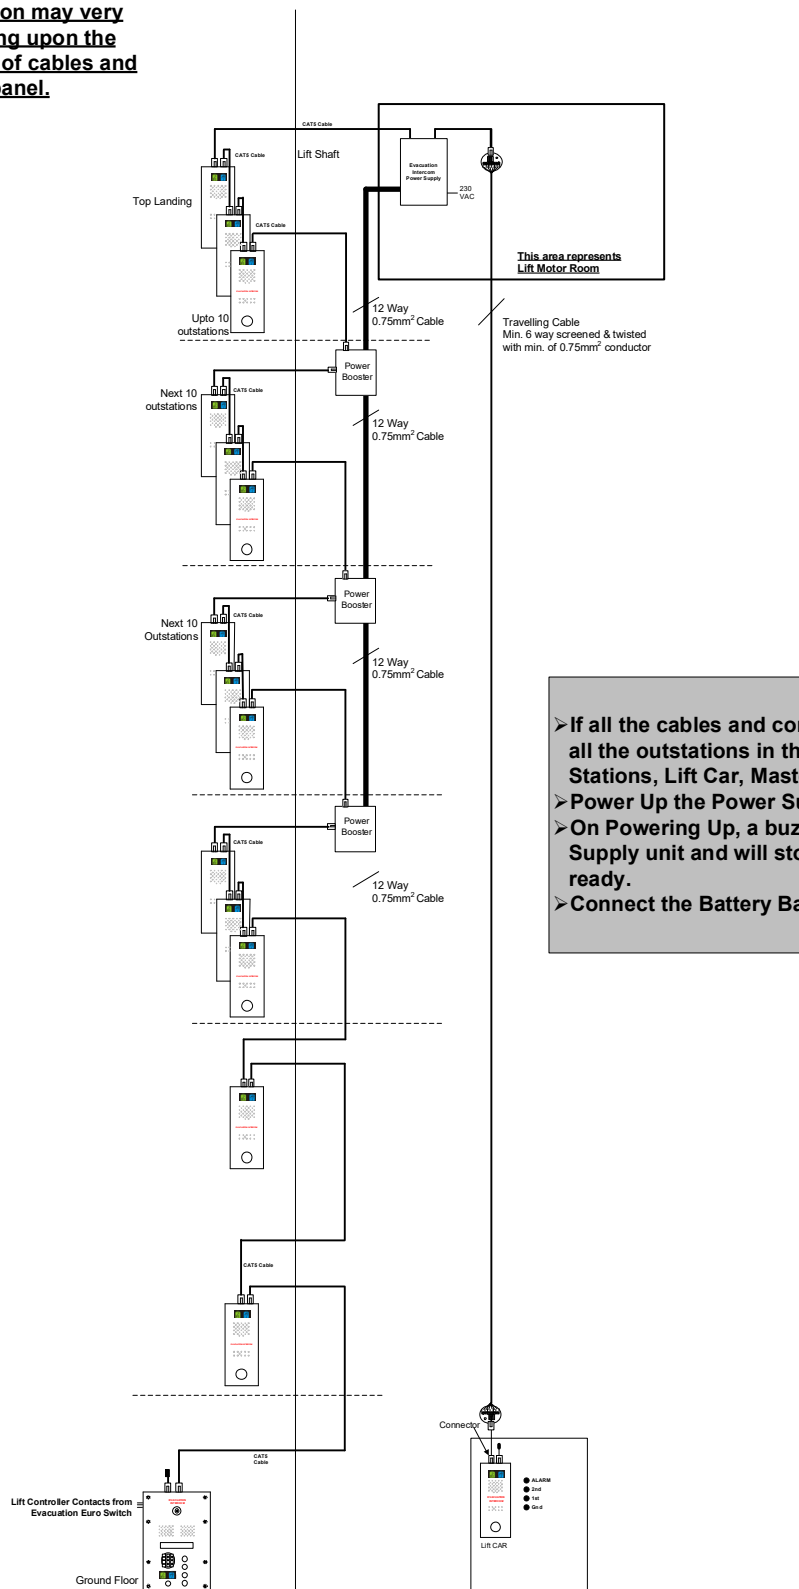 on may very
ng upon the
of cables and
panel.
CAT5 Cable
Lift Shaft
CAT5 Cable
Evacuation
Intercom
Power Supply
230
VAC
Top Landing
CAT5 Cable
This area represents
Lift Motor Room
Upto 10
outstations
12 Way
0.75mm² Cable
Travelling Cable
Min. 6 way screened & twisted
with min. of 0.75mm² conductor
Power
Booster
Next 10
outstations
CAT5 Cable
12 Way
0.75mm² Cable
Power
Booster
Next 10
Outstations
CAT5 Cable
12 Way
0.75mm² Cable
➢If all the cables and con
all the outstations in th
Stations, Lift Car, Mast
➢Power Up the Power Su
➢On Powering Up, a buz
Supply unit and will sto
ready.
➢Connect the Battery Ba
Power
Booster
CAT5 Cable
12 Way
0.75mm² Cable
CAT5 Cable
Connector
CAT5
Cable
ALARM
2nd
1st
Gnd
Lift Controller Contacts from
Evacuation Euro Switch
Lift CAR
Ground Floor